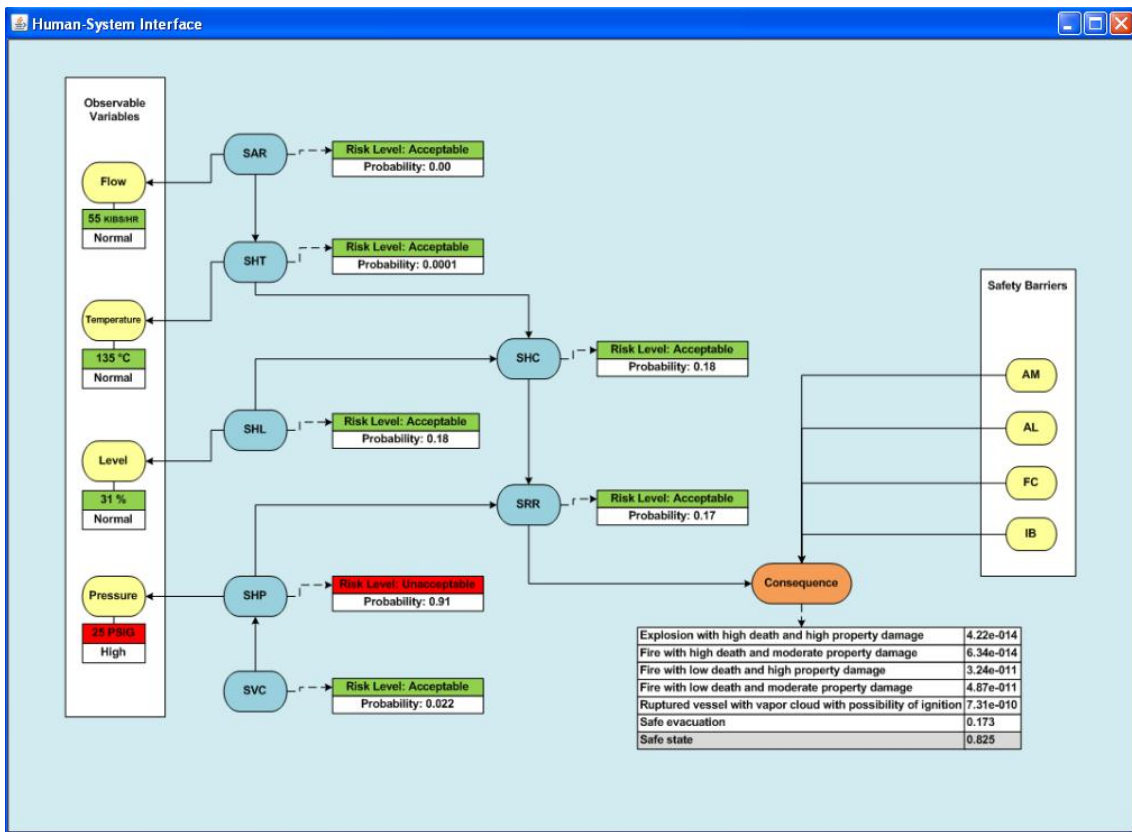 Human-System Interface
Observable
Variables
Flow
55 KIBS/HR
Normal
Temperature
135 °C
Normal
Level
31 %
Normal
Pressure
25 PSIG
High
SAR
Risk Level: Acceptable
Probability: 0.00
SHT
Risk Level: Acceptable
Probability: 0.0001
SHC
Risk Level: Acceptable
Probability: 0.18
SHL
Risk Level: Acceptable
Probability: 0.18
SRR
Risk Level: Acceptable
Probability: 0.17
SHP
Risk Level: Unacceptable
Probability: 0.91
SVC
Risk Level: Acceptable
Probability: 0.022
Safety Barriers
AM
AL
FC
IB
Consequence
Explosion with high death and high property damage 4.22e-014
Fire with high death and moderate property damage 6.34e-014
Fire with low death and high property damage 3.24e-011
Fire with low death and moderate property damage 4.87e-011
Ruptured vessel with vapor cloud with possibility of ignition 7.31e-010
Safe evacuation 0.173
Safe state 0.825